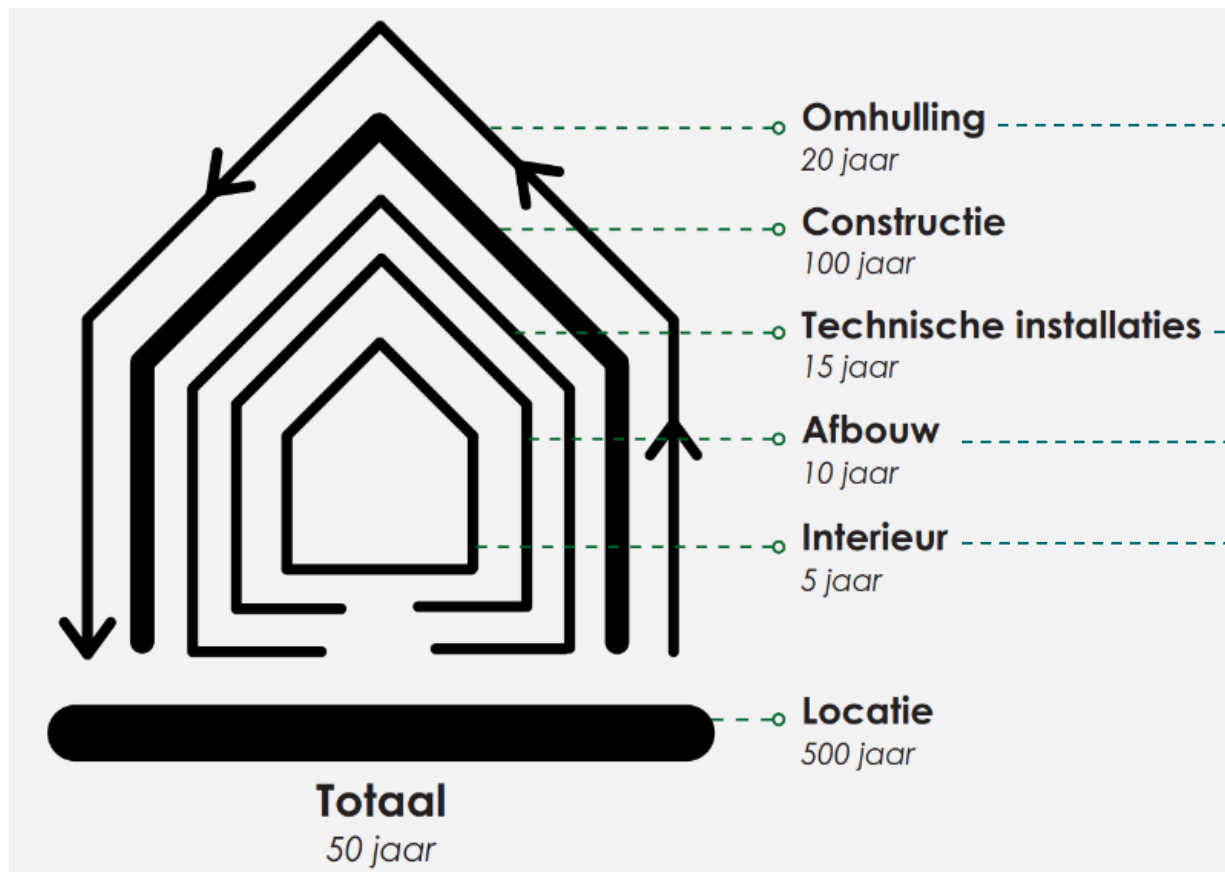 Omhulling
20 jaar
Constructie
100 jaar
Technische installaties
15 jaar
Afbouw
10 jaar
Interieur
5 jaar
Locatie
500 jaar
Totaal
50 jaar